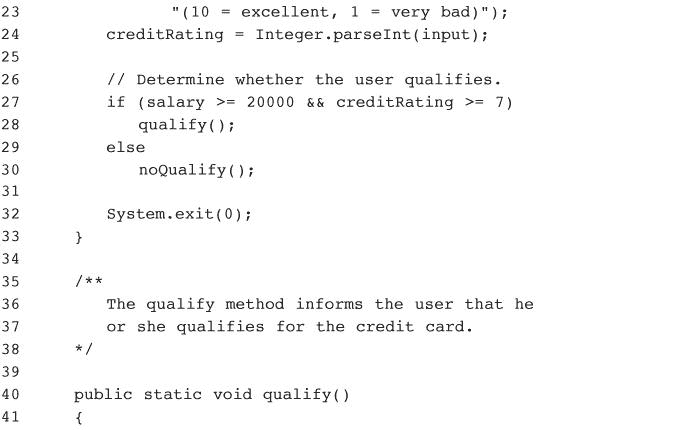 23 "(10 = excellent, 1 = very bad)");
24 creditRating = Integer.parseInt(input);
25
26 // Determine whether the user qualifies.
27 if (salary >= 20000 && creditRating >= 7)
28 qualify();
29 else
30 noQualify();
31
32 System.exit(0);
33 }
34
35 /**
36 The qualify method informs the user that he
37 or she qualifies for the credit card.
38 */
39
40 public static void qualify()
41 {